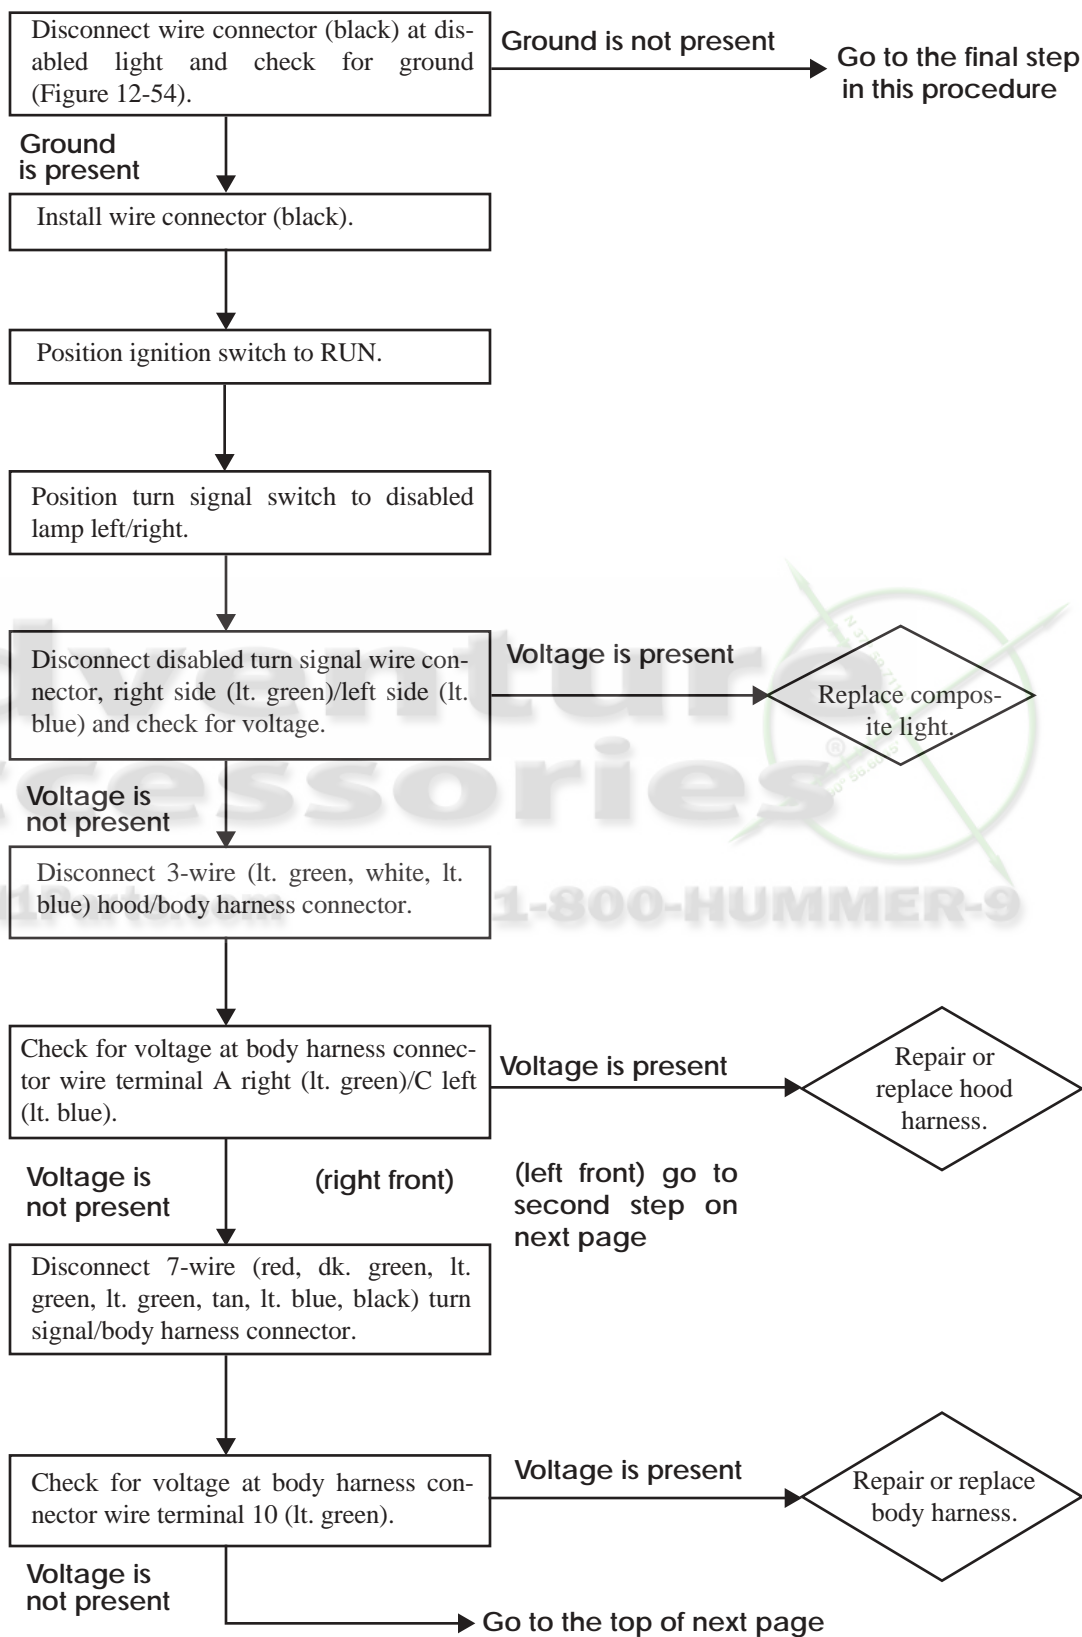 Disconnect wire connector (black) at dis-
abled light and check for ground
(Figure 12-54).
Ground is not present
Go to the final step
in this procedure
Ground
is present
Install wire connector (black).
Position ignition switch to RUN.
Position turn signal switch to disabled
lamp left/right.
Disconnect disabled turn signal wire con-
nector, right side (lt. green)/left side (lt.
blue) and check for voltage.
Voltage is present
Replace compos-
ite light.
dventure
ccessories
®
Voltage is
not present
Disconnect 3-wire (lt. green, white, lt.
blue) hood/body harness connector.
1Parts.com 1-800-HUMMER-9
Check for voltage at body harness connec-
tor wire terminal A right (lt. green)/C left
(lt. blue).
Voltage is present
Repair or
replace hood
harness.
Voltage is
not present
(right front)
(left front) go to
second step on
next page
Disconnect 7-wire (red, dk. green, lt.
green, lt. green, tan, lt. blue, black) turn
signal/body harness connector.
Check for voltage at body harness con-
nector wire terminal 10 (lt. green).
Voltage is present
Repair or replace
body harness.
Voltage is
not present
Go to the top of next page